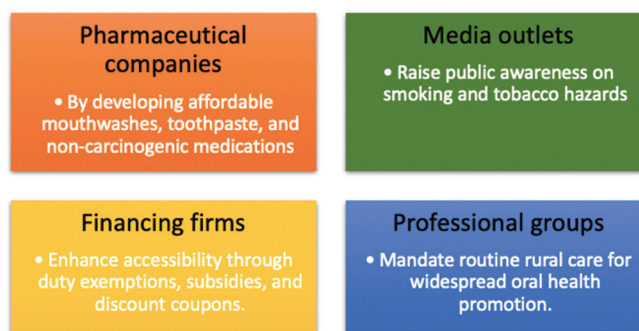 Pharmaceutical
companies
• By developing affordable
mouthwashes, toothpaste, and
non-carcinogenic medications
Media outlets
• Raise public awareness on
smoking and tobacco hazards
Financing firms
• Enhance accessibility through
duty exemptions, subsidies, and
discount coupons.
Professional groups
• Mandate routine rural care for
widespread oral health
promotion.